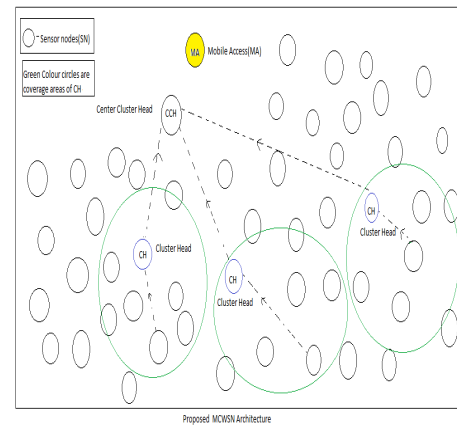 - Sensor nodes(SN)
Green Colour circles are
coverage areas of CH
MA
Mobile Access(MA)
Center Cluster Head
CCH
CH
Cluster Head
CH
Cluster Head
CH
Cluster Head
Proposed MCWSN Architecture